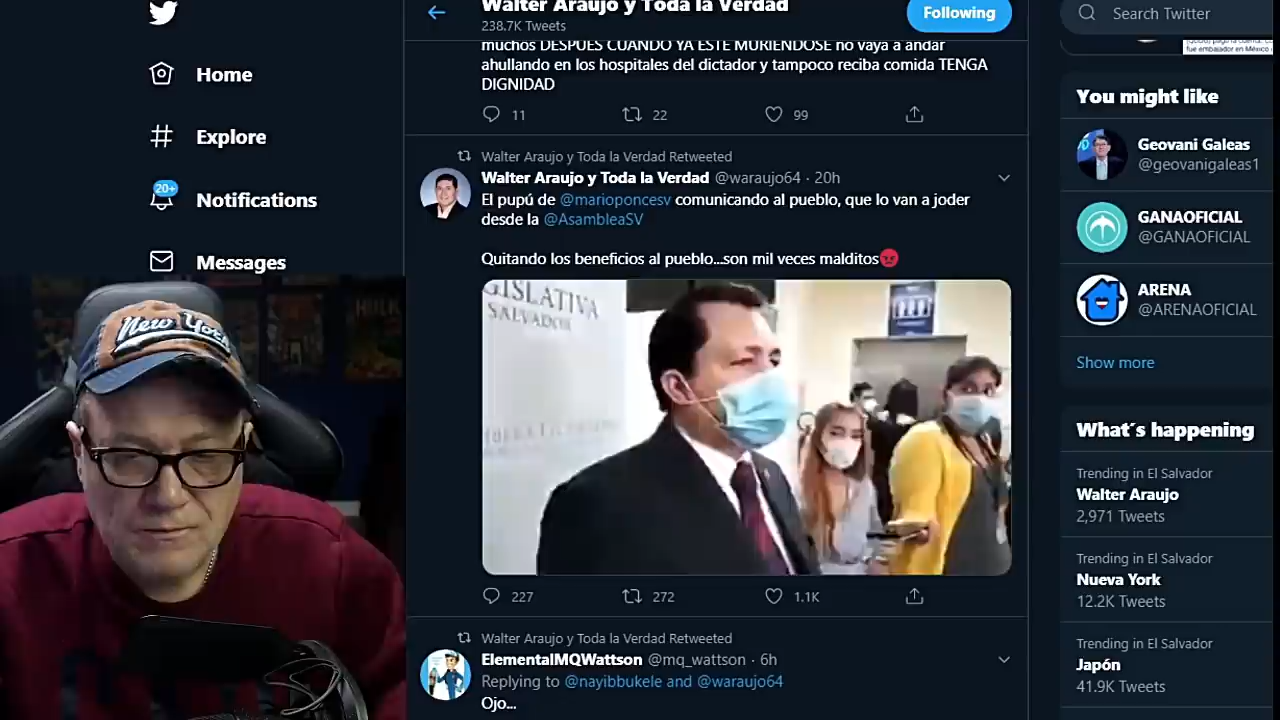 Walter Araujo y Toda la Verdad
238.7K Tweets
Following
Search Twitter
Home
Explore
20+
Notifications
Messages
muchos DESPUES CUANDO YA ESTE MURIENDOSE no vaya a andar
ahullando en los hospitales del dictador y tampoco reciba comida TENGA
DIGNIDAD
11
22
99
Walter Araujo y Toda la Verdad Retweeted
Walter Araujo y Toda la Verdad @waraujo64 · 20h
El pupú de @marioponcesv comunicando al pueblo, que lo van a joder
desde la @AsambleaSV
Quitando los beneficios al pueblo...son mil veces malditos😡
GISLATIVA
SALVADOR
227
272
1.1K
Walter Araujo y Toda la Verdad Retweeted
ElementalMQWattson @mq_wattson · 6h
Replying to @nayibbukele and @waraujo64
Ojo...
fue embajador en México
You might like
Geovani Galeas
@geovanigaleas1
GANAOFICIAL
@GANAOFICIAL
ARENA
@ARENAOFICIAL
Show more
What´s happening
Trending in El Salvador
Walter Araujo
2,971 Tweets
Trending in El Salvador
Nueva York
12.2K Tweets
Trending in El Salvador
Japón
41.9K Tweets
New York
HULK